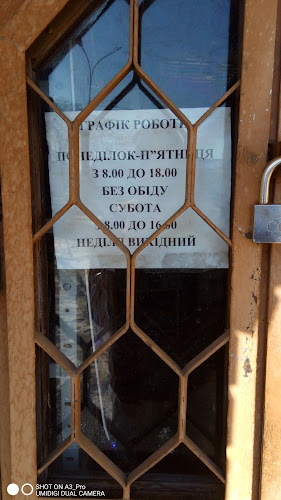 ГРАФІК РОБОТИ
ПОНЕДІЛОК-П"ЯТНИЦЯ
З 8.00 ДО 18.00
БЕЗ ОБІДУ
СУБОТА
З 8.00 ДО 16.00
НЕДІЛЯ ВИХІДНИЙ
SHOT ON A3_Pro
UMIDIGI DUAL CAMERA